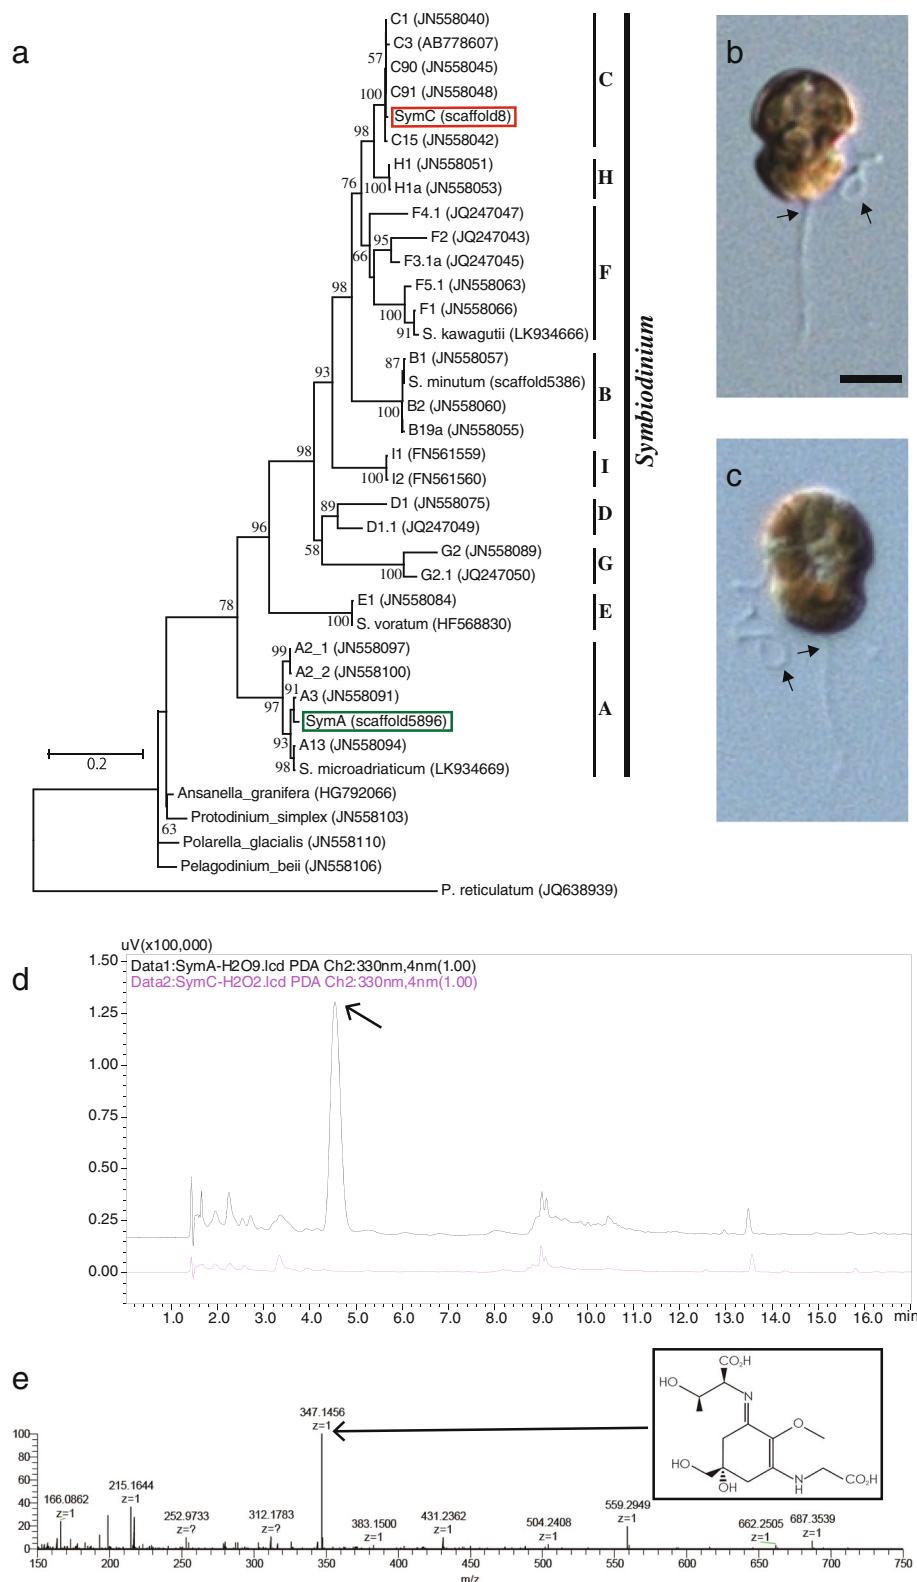 a
C1 (JN558040)
C3 (AB778607)
57
C90 (JN558045)
100
C91 (JN558048)
SymC (scaffold8)
98
C15 (JN558042)
C
H1 (JN558051)
76
100
H1a (JN558053)
H
F4.1 (JQ247047)
95
F2 (JQ247043)
66
F3.1a (JQ247045)
F5.1 (JN558063)
98
100
F1 (JN558066)
91
S. kawagutii (LK934666)
F
87
B1 (JN558057)
S. minutum (scaffold5386)
93
100
B2 (JN558060)
B19a (JN558055)
B
I1 (FN561559)
98
100
I2 (FN561560)
I
89
D1 (JN558075)
D1.1 (JQ247049)
D
96
58
G2 (JN558089)
100
G2.1 (JQ247050)
G
E1 (JN558084)
78
100
S. voratum (HF568830)
E
99
A2_1 (JN558097)
A2_2 (JN558100)
91
A3 (JN558091)
97
SymA (scaffold5896)
93
A13 (JN558094)
98
S. microadriaticum (LK934669)
A
Symbiodinium
0.2
Ansanella_granifera (HG792066)
Protodinium_simplex (JN558103)
63
Polarella_glacialis (JN558110)
Pelagodinium_beii (JN558106)
P. reticulatum (JQ638939)
b
c
d
uV(x100,000)
Data1:SymA-H2O9.lcd PDA Ch2:330nm,4nm(1.00)
Data2:SymC-H2O2.lcd PDA Ch2:330nm,4nm(1.00)
1.50
1.25
1.00
0.75
0.50
0.25
0.00
1.0 2.0 3.0 4.0 5.0 6.0 7.0 8.0 9.0 10.0 11.0 12.0 13.0 14.0 15.0 16.0 min
e
CO₂H
HO
N
O
HO
OH
N
H
CO₂H
347.1456
z=1
166.0862
z=1
215.1644
z=1
252.9733
z=?
312.1783
z=?
383.1500
z=1
431.2362
z=1
504.2408
z=1
559.2949
z=1
662.2505
z=1
687.3539
z=1
100
80
60
40
20
0
150 200 250 300 350 400 450 500 550 600 650 700 750
m/z